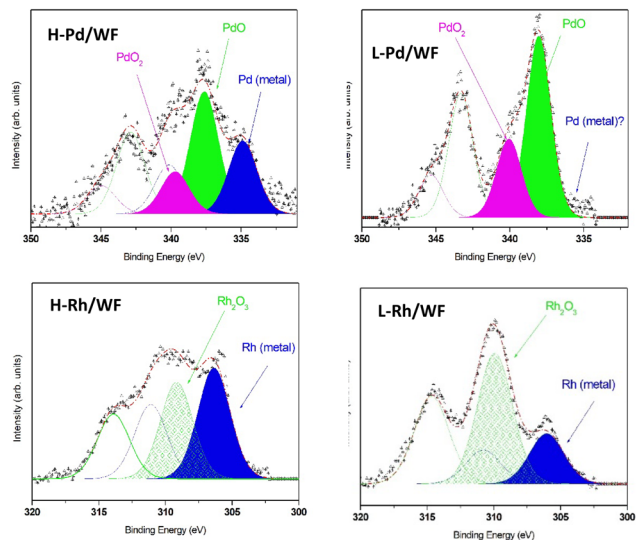 H-Pd/WF
PdO
PdO2
Pd (metal)
Intensity (arb. units)
350 345 340 335
Binding Energy (eV)
L-Pd/WF
PdO2
PdO
Pd (metal)?
Intensity (arb. units)
350 345 340 335
Binding Energy (eV)
H-Rh/WF
Rh2O3
Rh (metal)
Intensity (arb. units)
320 315 310 305 300
Binding Energy (eV)
L-Rh/WF
Rh2O3
Rh (metal)
Intensity (arb. units)
320 315 310 305 300
Binding Energy (eV)